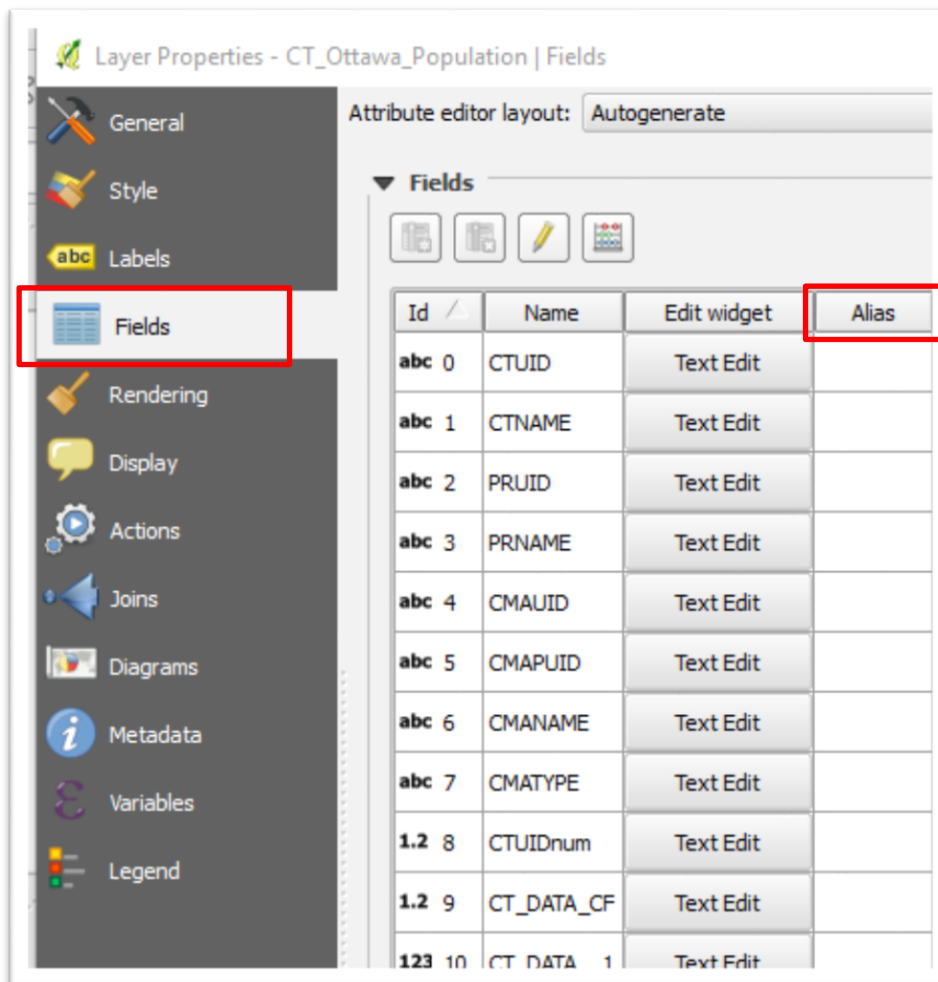 Layer Properties - CT_Ottawa_Population | Fields
General
Style
abc Labels
Fields
Rendering
Display
Actions
Joins
Diagrams
Metadata
Variables
Legend
Attribute editor layout: Autogenerate
Fields
Id Name Edit widget Alias
abc 0 CTUID Text Edit
abc 1 CTNAME Text Edit
abc 2 PRUID Text Edit
abc 3 PRNAME Text Edit
abc 4 CMAUID Text Edit
abc 5 CMAPUID Text Edit
abc 6 CMANAME Text Edit
abc 7 CMATYPE Text Edit
1.2 8 CTUIDnum Text Edit
1.2 9 CT_DATA_CF Text Edit
123 10 CT_DATA__1 Text Edit